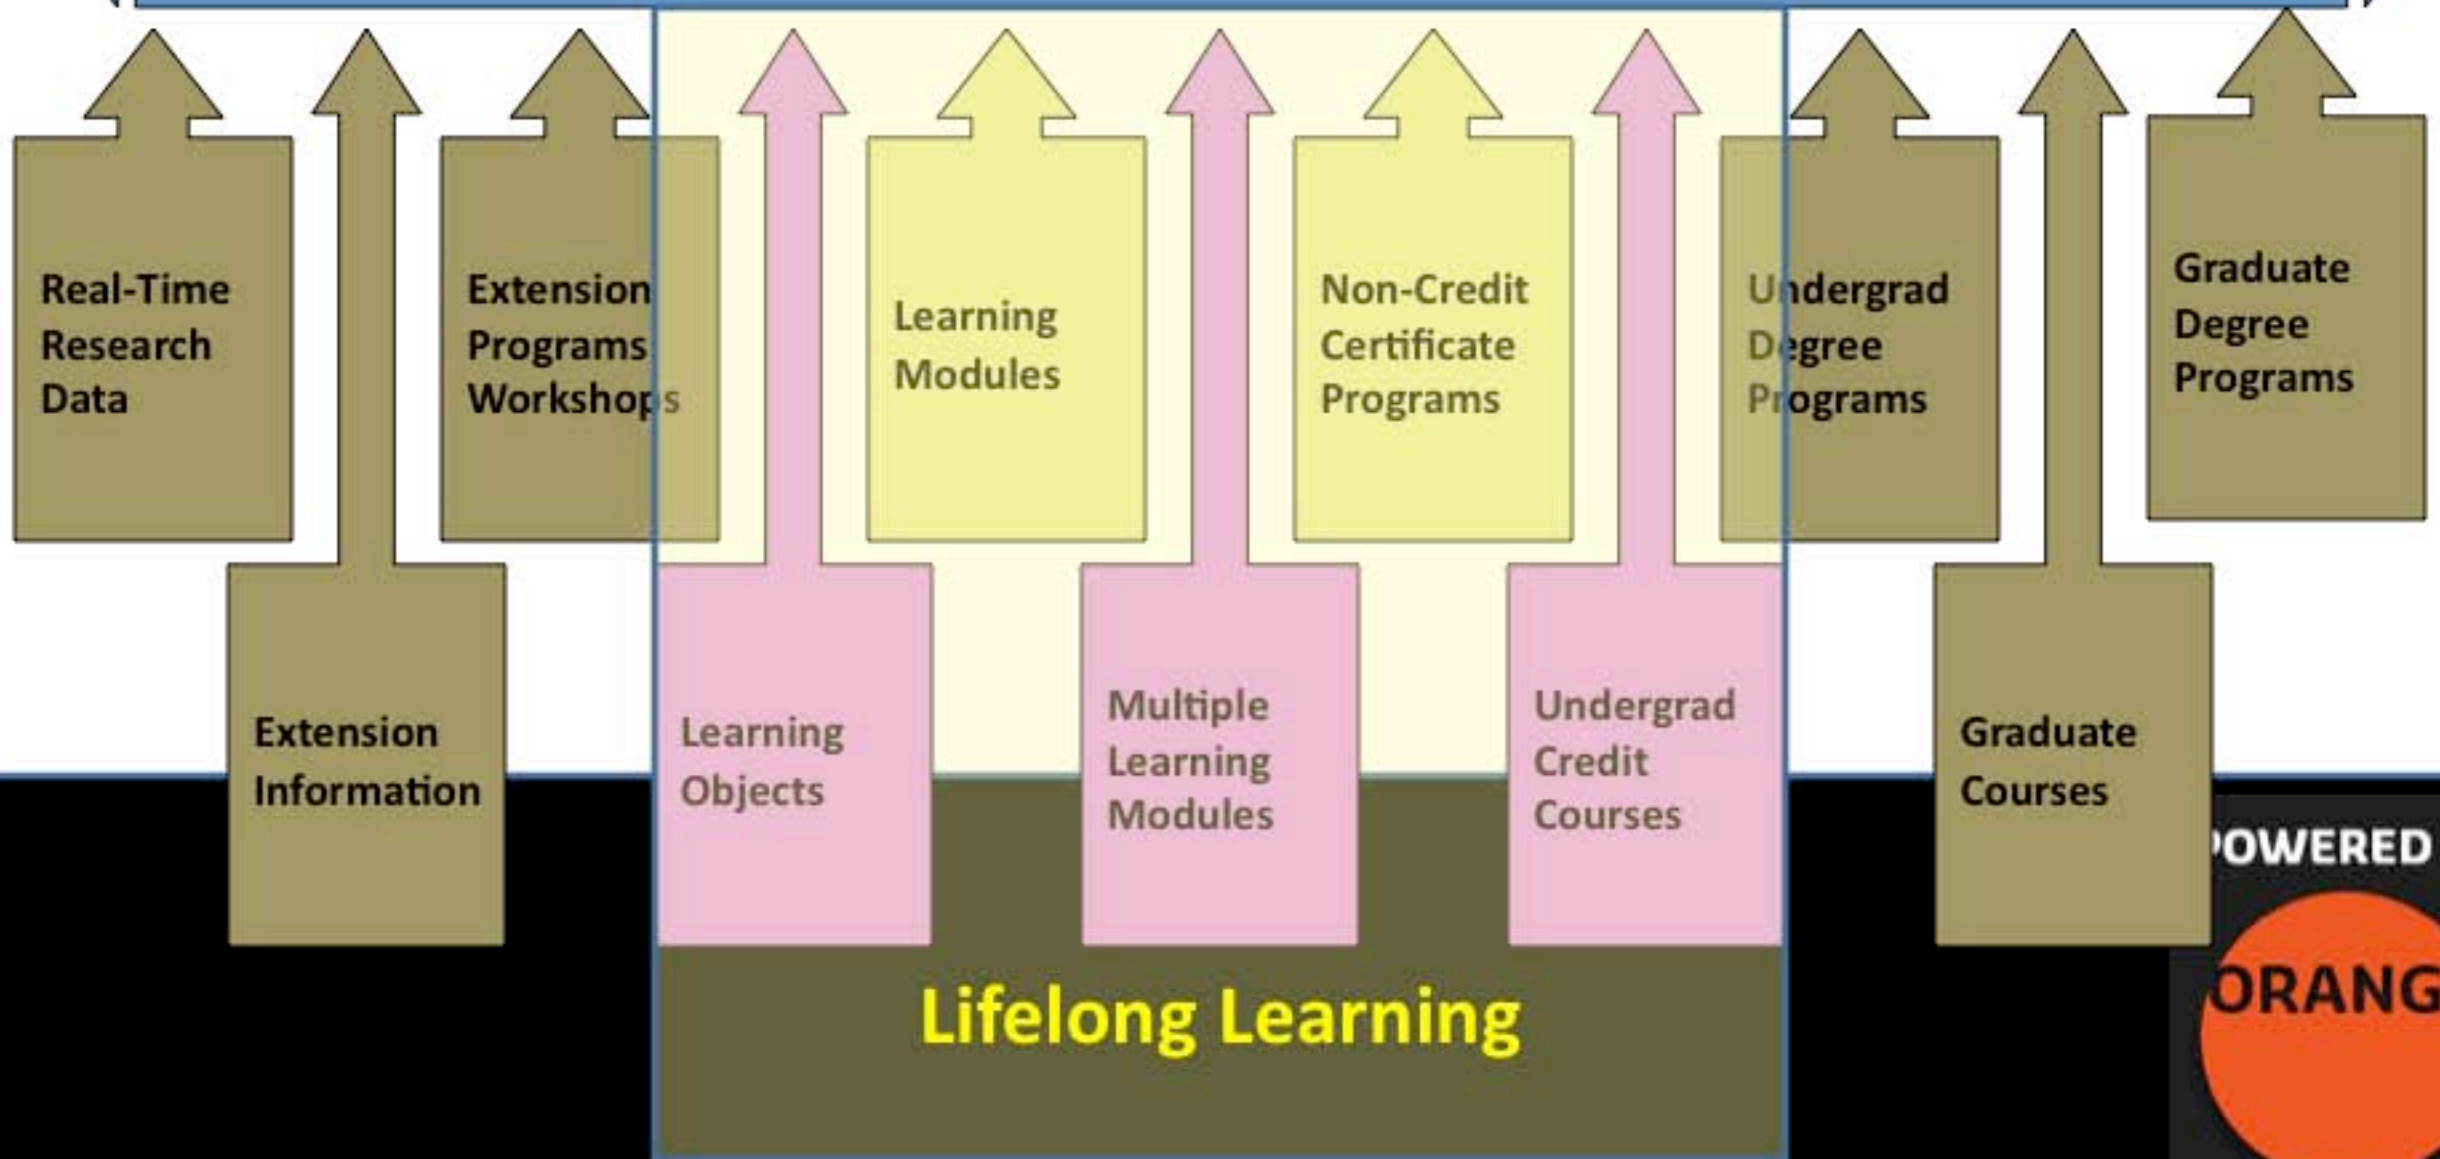 Real-Time
Research
Data
Extension
Programs
Workshops
Learning
Modules
Non-Credit
Certificate
Programs
Undergrad
Degree
Programs
Graduate
Degree
Programs
Extension
Information
Learning
Objects
Multiple
Learning
Modules
Undergrad
Credit
Courses
Graduate
Courses
POWERED
ORANG
Lifelong Learning